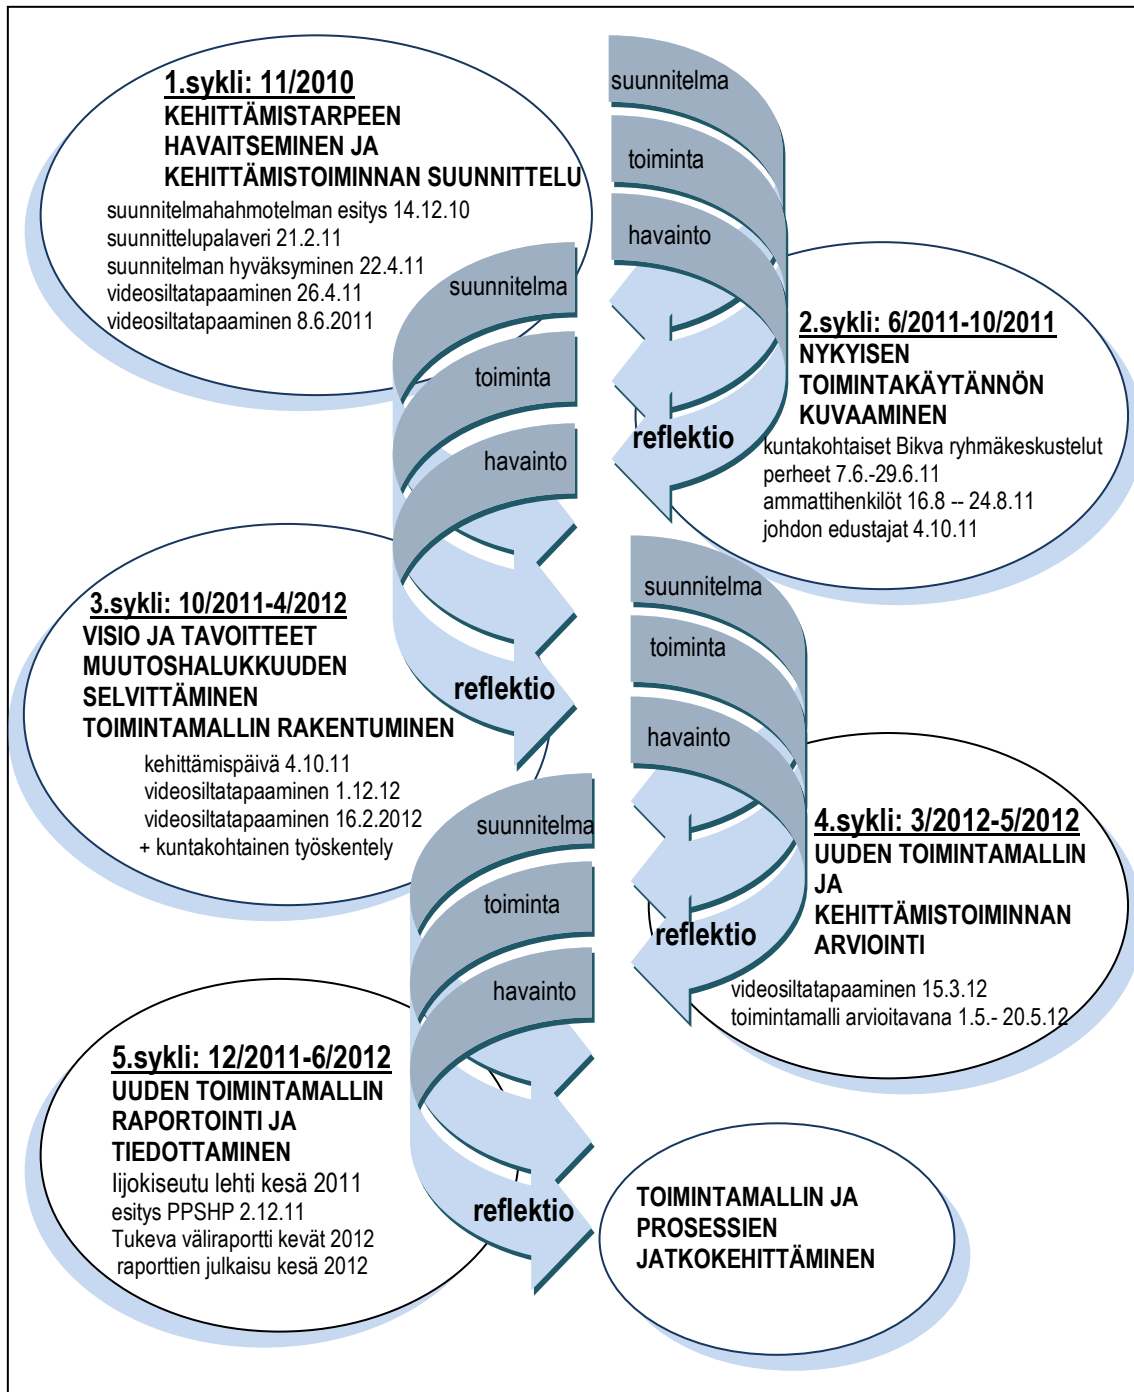 1.sykli: 11/2010
KEHITTÄMISTARPEEN
HAVAITSEMINEN JA
KEHITTÄMISTOIMINNAN SUUNNITTELU
suunnitelmahahmotelman esitys 14.12.10
suunnittelupalaveri 21.2.11
suunnitelman hyväksyminen 22.4.11
videosiltatapaaminen 26.4.11
videosiltatapaaminen 8.6.2011
suunnitelma
toiminta
havainto
reflektio
2.sykli: 6/2011-10/2011
NYKYISEN
TOIMINTAKÄYTÄNNÖN
KUVAAMINEN
kuntakohtaiset Bikva ryhmäkeskustelut
perheet 7.6.-29.6.11
ammattihenkilöt 16.8 -- 24.8.11
johdon edustajat 4.10.11
suunnitelma
toiminta
havainto
reflektio
3.sykli: 10/2011-4/2012
VISIO JA TAVOITTEET
MUUTOSHALUKKUUDEN
SELVITTÄMINEN
TOIMINTAMALLIN RAKENTUMINEN
kehittämispäivä 4.10.11
videosiltatapaaminen 1.12.12
videosiltatapaaminen 16.2.2012
+ kuntakohtainen työskentely
suunnitelma
toiminta
havainto
reflektio
4.sykli: 3/2012-5/2012
UUDEN TOIMINTAMALLIN
JA
KEHITTÄMISTOIMINNAN
ARVIOINTI
videosiltatapaaminen 15.3.12
toimintamalli arvioitavana 1.5.- 20.5.12
suunnitelma
toiminta
havainto
reflektio
5.sykli: 12/2011-6/2012
UUDEN TOIMINTAMALLIN
RAPORTOINTI JA
TIEDOTTAMINEN
Iijokiseutu lehti kesä 2011
esitys PPSHP 2.12.11
Tukeva väliraportti kevät 2012
raporttien julkaisu kesä 2012
TOIMINTAMALLIN JA
PROSESSIEN
JATKOKEHITTÄMINEN